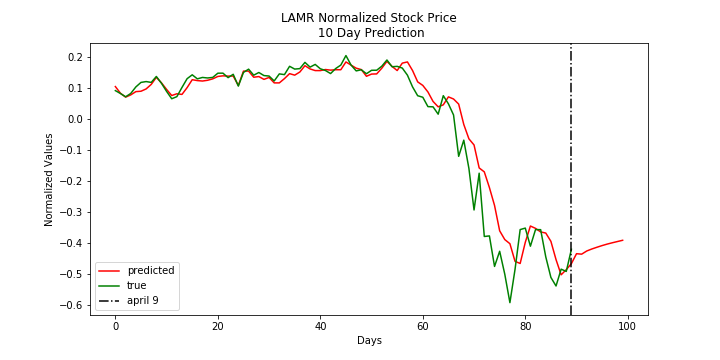 LAMR Normalized Stock Price
10 Day Prediction
Normalized Values
0.2
0.1
0.0
−0.1
−0.2
−0.3
−0.4
−0.5
−0.6
predicted
true
april 9
0 20 40 60 80 100
Days